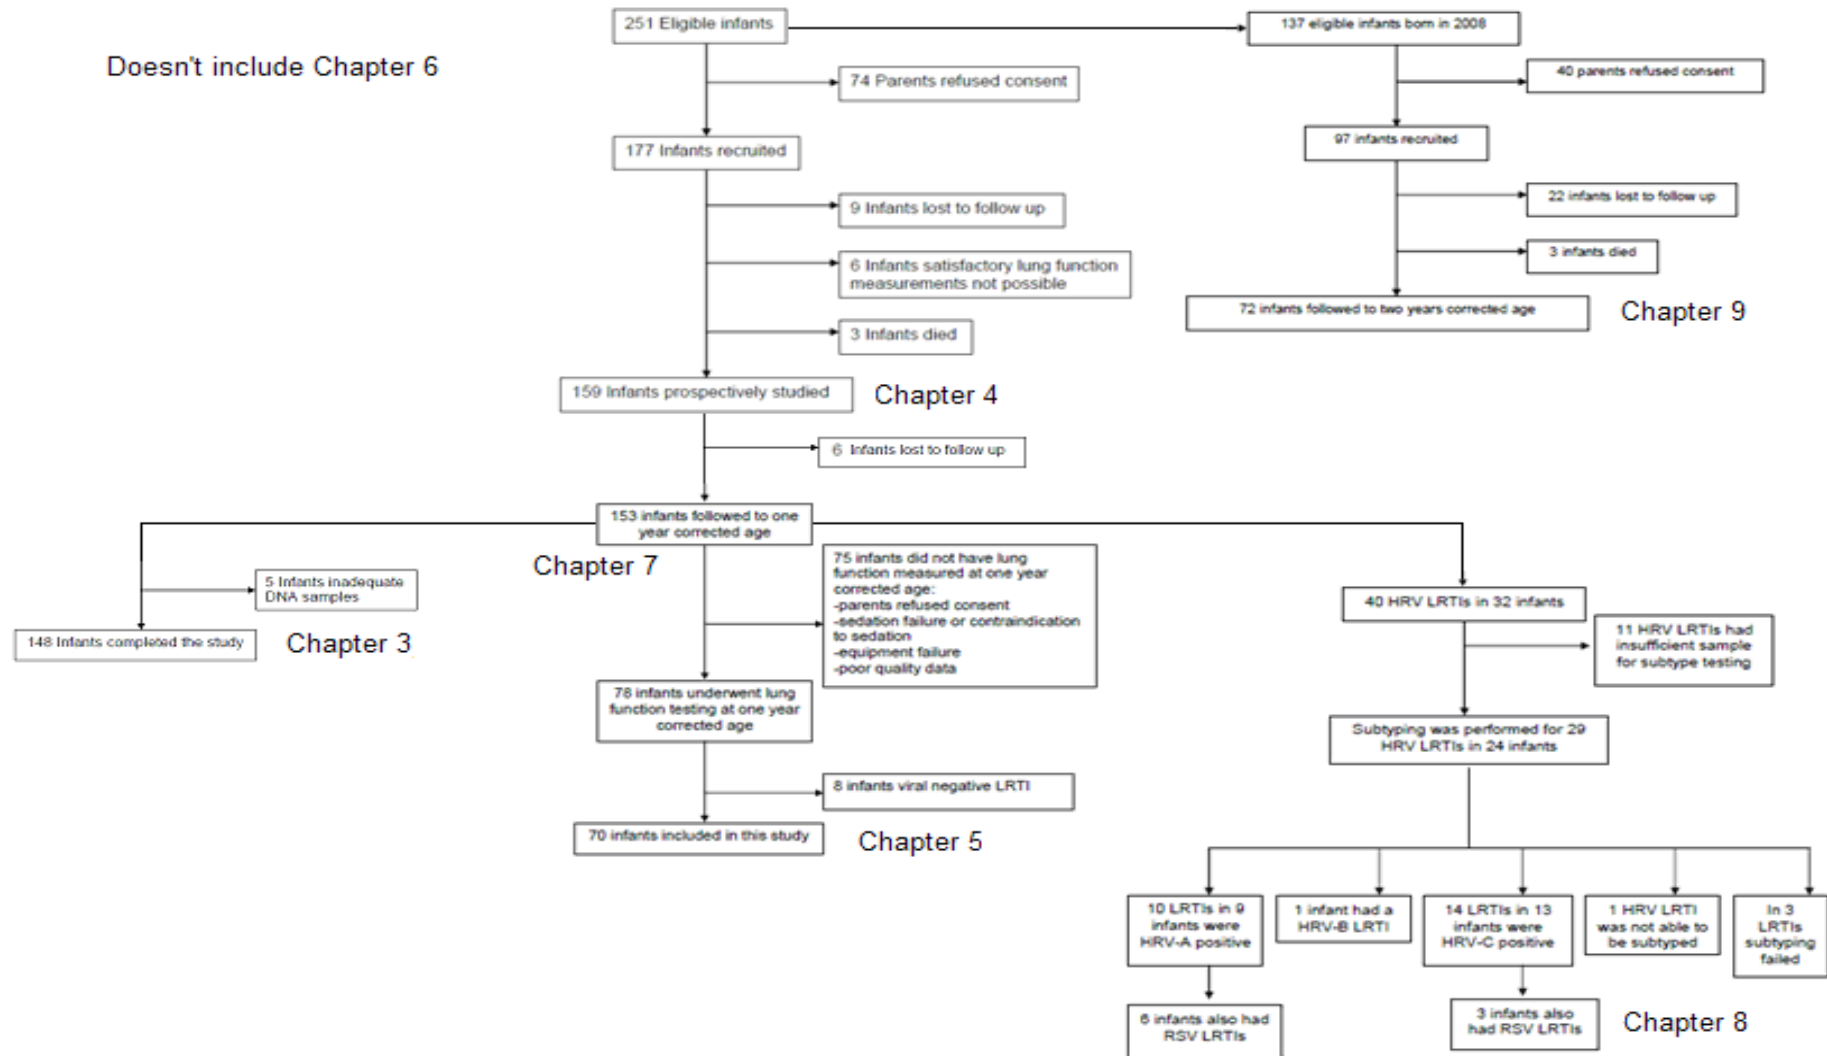 251 Eligible infants
137 eligible infants born in 2008
Doesn't include Chapter 6
74 Parents refused consent
40 parents refused consent
177 Infants recruited
97 infants recruited
9 Infants lost to follow up
22 infants lost to follow up
6 Infants satisfactory lung function
measurements not possible
3 infants died
72 infants followed to two years corrected age
Chapter 9
3 Infants died
159 Infants prospectively studied
Chapter 4
6 Infants lost to follow up
153 infants followed to one
year corrected age
Chapter 7
5 Infants inadequate
DNA samples
148 Infants completed the study
Chapter 3
75 infants did not have lung
function measured at one year
corrected age:
-parents refused consent
-sedation failure or contraindication
to sedation
-equipment failure
-poor quality data
78 infants underwent lung
function testing at one year
corrected age
8 infants viral negative LRTI
70 infants included in this study
Chapter 5
40 HRV LRTIs in 32 infants
11 HRV LRTIs had
insufficient sample
for subtype testing
Subtyping was performed for 29
HRV LRTIs in 24 infants
10 LRTIs in 9
infants were
HRV-A positive
1 infant had a
HRV-B LRTI
14 LRTIs in 13
infants were
HRV-C positive
1 HRV LRTI
was not able to
be subtyped
In 3
LRTIs
subtyping
failed
6 infants also had
RSV LRTIs
3 infants also
had RSV LRTIs
Chapter 8